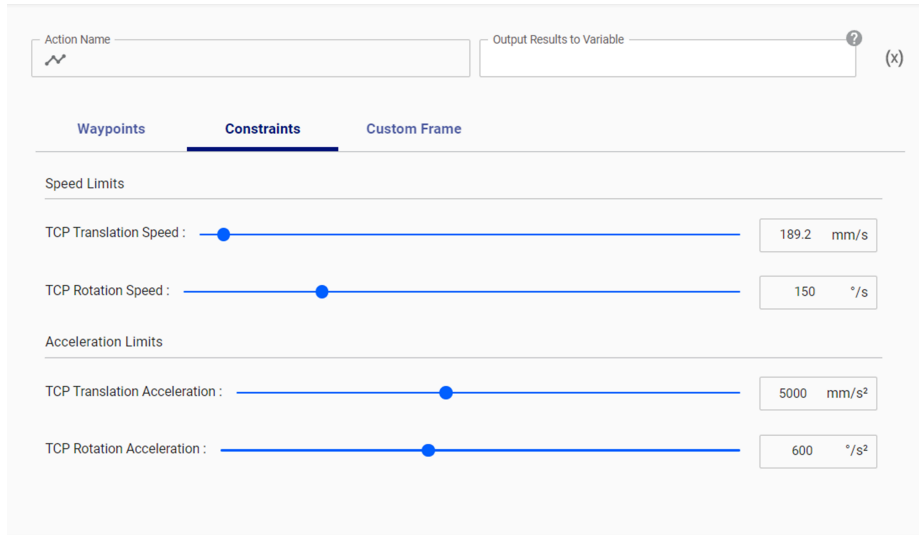 Action Name
Output Results to Variable
?
(x)
Waypoints
Constraints
Custom Frame
Speed Limits
TCP Translation Speed :
189.2 mm/s
TCP Rotation Speed :
150 °/s
Acceleration Limits
TCP Translation Acceleration :
5000 mm/s²
TCP Rotation Acceleration :
600 °/s²